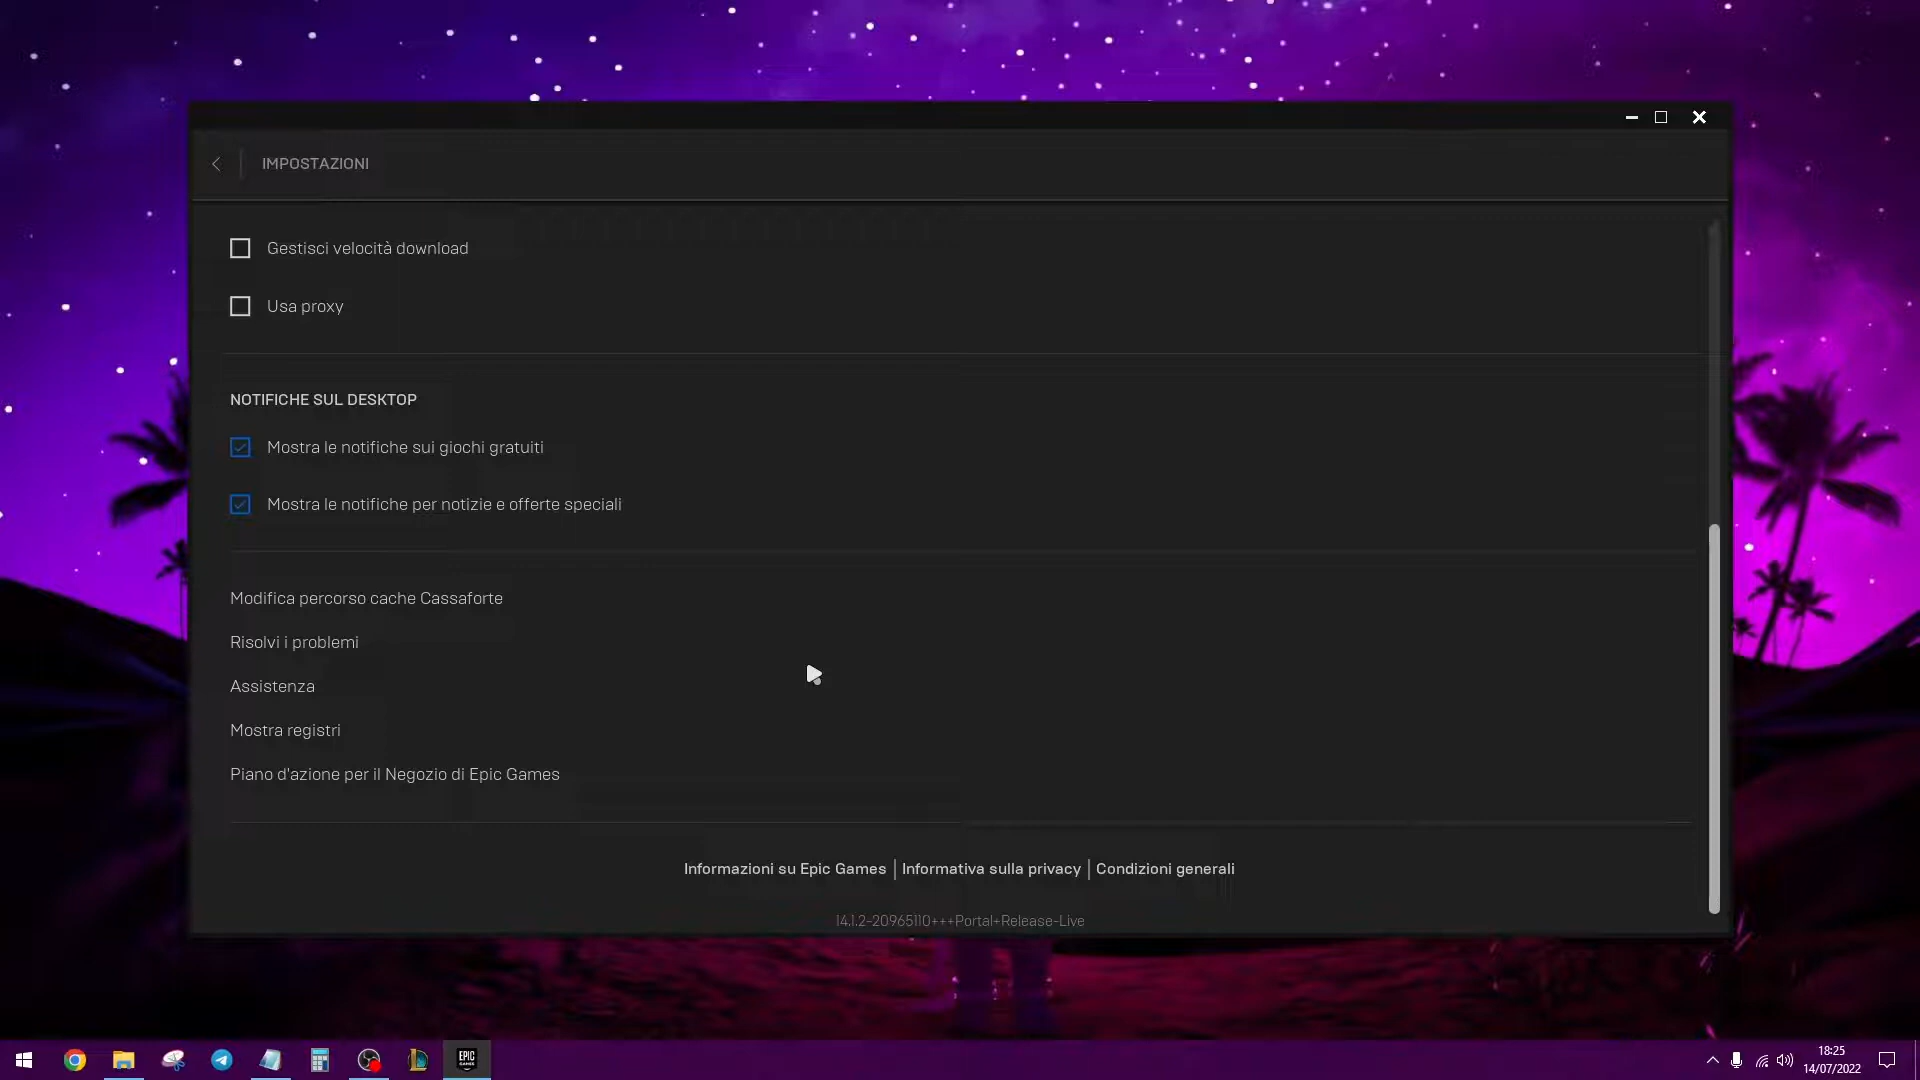 IMPOSTAZIONI
Gestisci velocità download
Usa proxy
NOTIFICHE SUL DESKTOP
Mostra le notifiche sui giochi gratuiti
Mostra le notifiche per notizie e offerte speciali
Modifica percorso cache Cassaforte
Risolvi i problemi
Assistenza
Mostra registri
Piano d'azione per il Negozio di Epic Games
Informazioni su Epic Games | Informativa sulla privacy | Condizioni generali
14.1.2-20965110+++Portal+Release-Live
EPIC
GAMES
18:25
14/07/2022